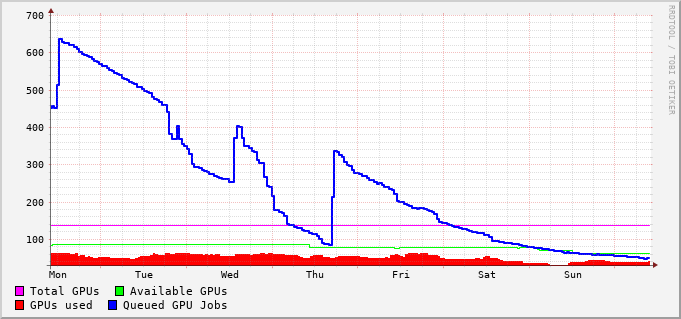 700
600
500
400
300
200
100
Mon Tue Wed Thu Fri Sat Sun
Total GPUs Available GPUs
GPUs used Queued GPU Jobs
RRDTOOL / TOBI OETIKER